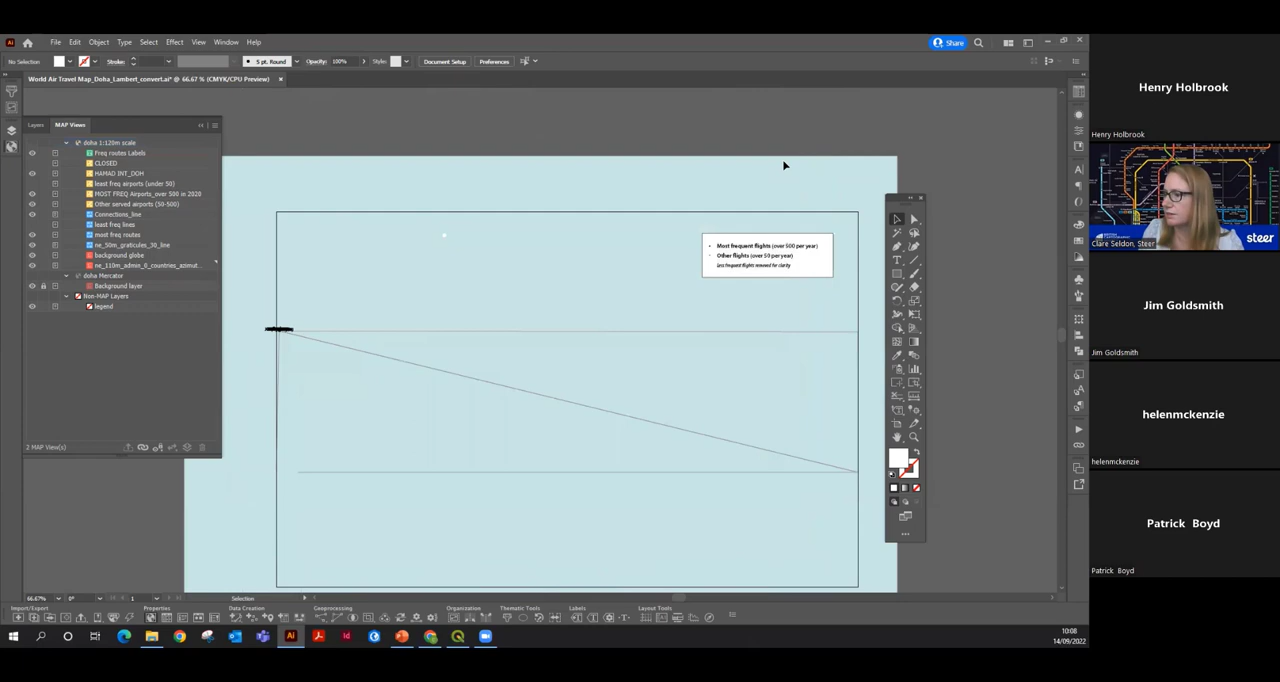 Ai
File Edit Object Type Select Effect View Window Help
Share
No Selection
Stroke:
5 pt. Round
Opacity: 100%
Style:
Document Setup
Preferences
World Air Travel Map_Doha_Lambert_convert.ai* @ 66.67 % (CMYK/CPU Preview)
Layers MAP Views
doha 1:120m scale
Freq routes Labels
CLOSED
HAMAD INT_DOH
least freq airports (under 50)
MOST FREQ Airports_over 500 in 2020
Other served airports (50-500)
Connections_line
least freq lines
most freq routes
ne_50m_graticules_30_line
background globe
ne_110m_admin_0_countries_azimut...
doha Mercator
Background layer
Non-MAP Layers
legend
2 MAP View(s)
Most frequent flights (over 500 per year)
Other flights (over 50 per year)
Less frequent flights removed for clarity
66.67%
0°
1
Selection
Import/Export
Properties
Data Creation
Geoprocessing
Organization
Thematic Tools
Labels
Layout Tools
10:08
14/09/2022
Henry Holbrook
Henry Holbrook
steer
Clare Seldon, Steer
Jim Goldsmith
Jim Goldsmith
helenmckenzie
helenmckenzie
Patrick Boyd
Patrick Boyd